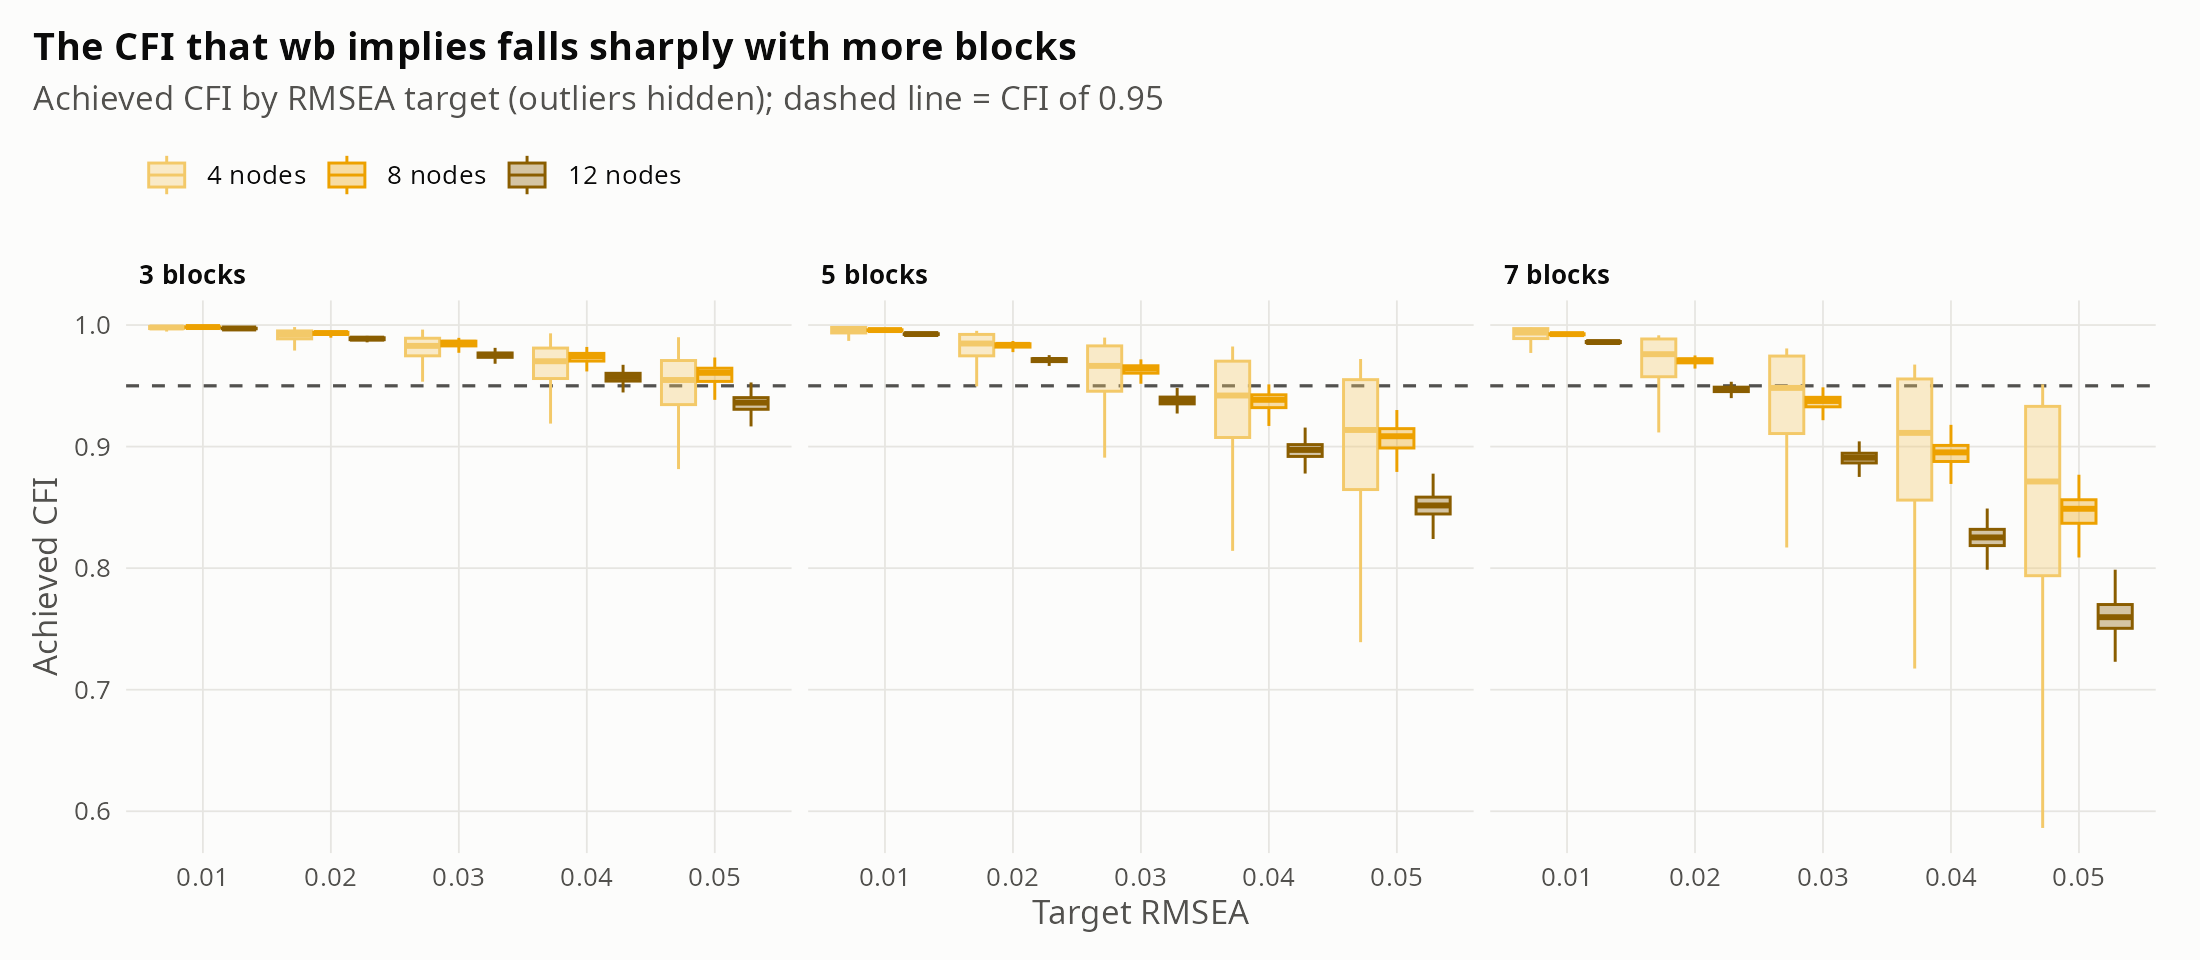 The CFI that wb implies falls sharply with more blocks
Achieved CFI by RMSEA target (outliers hidden); dashed line = CFI of 0.95
4 nodes 8 nodes 12 nodes
3 blocks 5 blocks 7 blocks
1.0
0.9
0.8
0.7
0.6
Achieved CFI
0.01 0.02 0.03 0.04 0.05 0.01 0.02 0.03 0.04 0.05 0.01 0.02 0.03 0.04 0.05
Target RMSEA